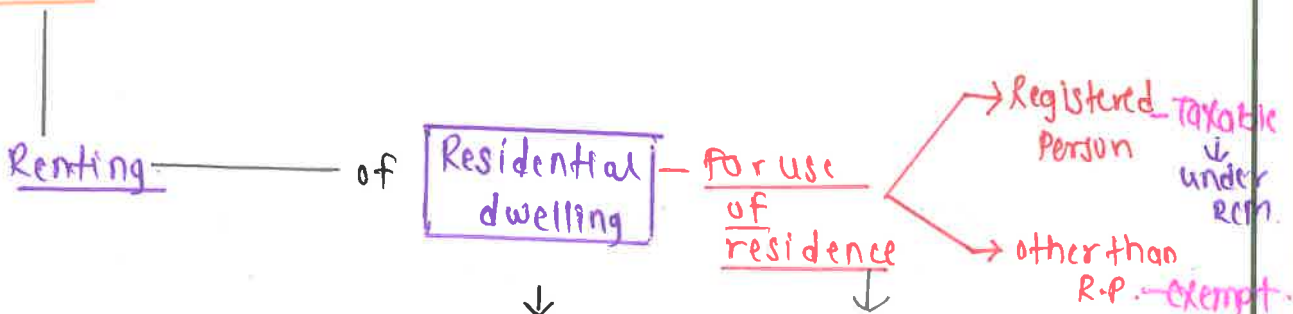 Renting
of
Residential
dwelling
for use
of
residence
Registered
Person
Taxable
under
RCM.
other than
R.P.
exempt.